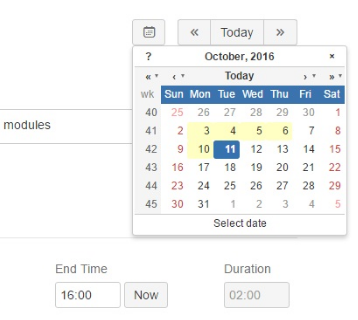 « Today »
? October, 2016 ×
« ‹ Today › »
wk Sun Mon Tue Wed Thu Fri Sat
40 25 26 27 28 29 30 1
modules
41 2 3 4 5 6 7 8
42 9 10 11 12 13 14 15
43 16 17 18 19 20 21 22
44 23 24 25 26 27 28 29
45 30 31 1 2 3 4 5
Select date
End Time Duration
16:00 Now 02:00